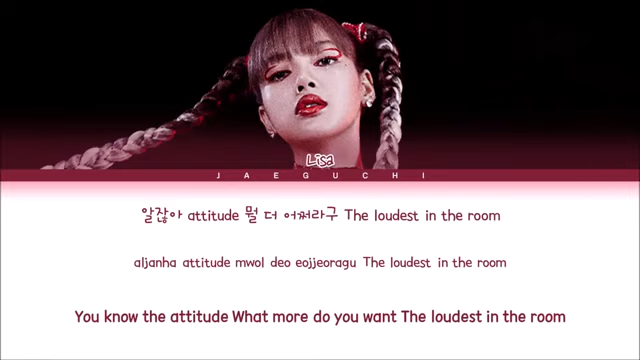 Lisa
JAEGUCHI
알잖아 attitude 뭘 더 어쩌라구 The loudest in the room
aljanha attitude mwol deo eojjeoragu The loudest in the room
You know the attitude What more do you want The loudest in the room